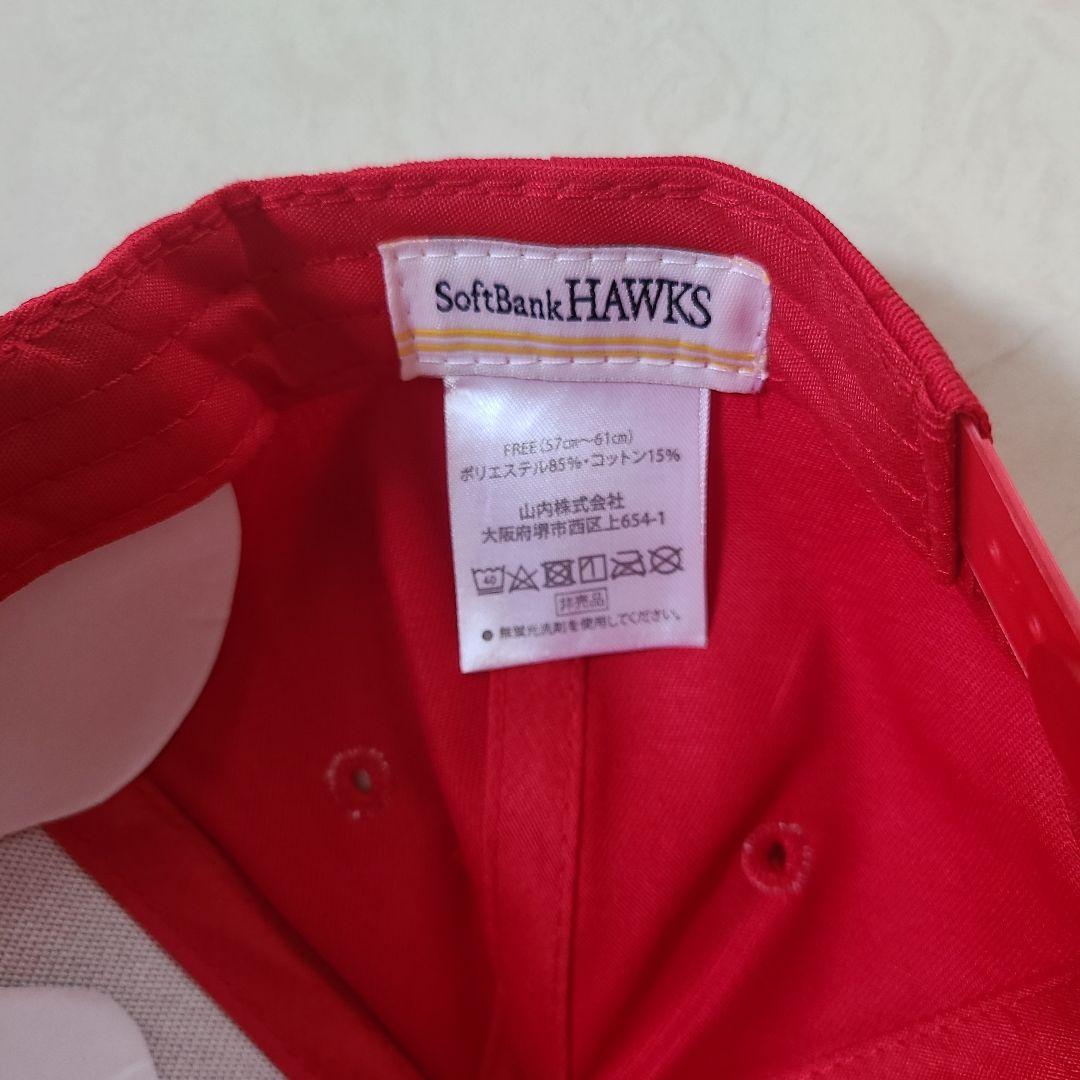 SoftBank HAWKS
FREE(57㎝～61㎝)
ポリエステル85%・コットン15%
山内株式会社
大阪府堺市西区上654-1
40
非売品
● 無蛍光洗剤を使用してください。